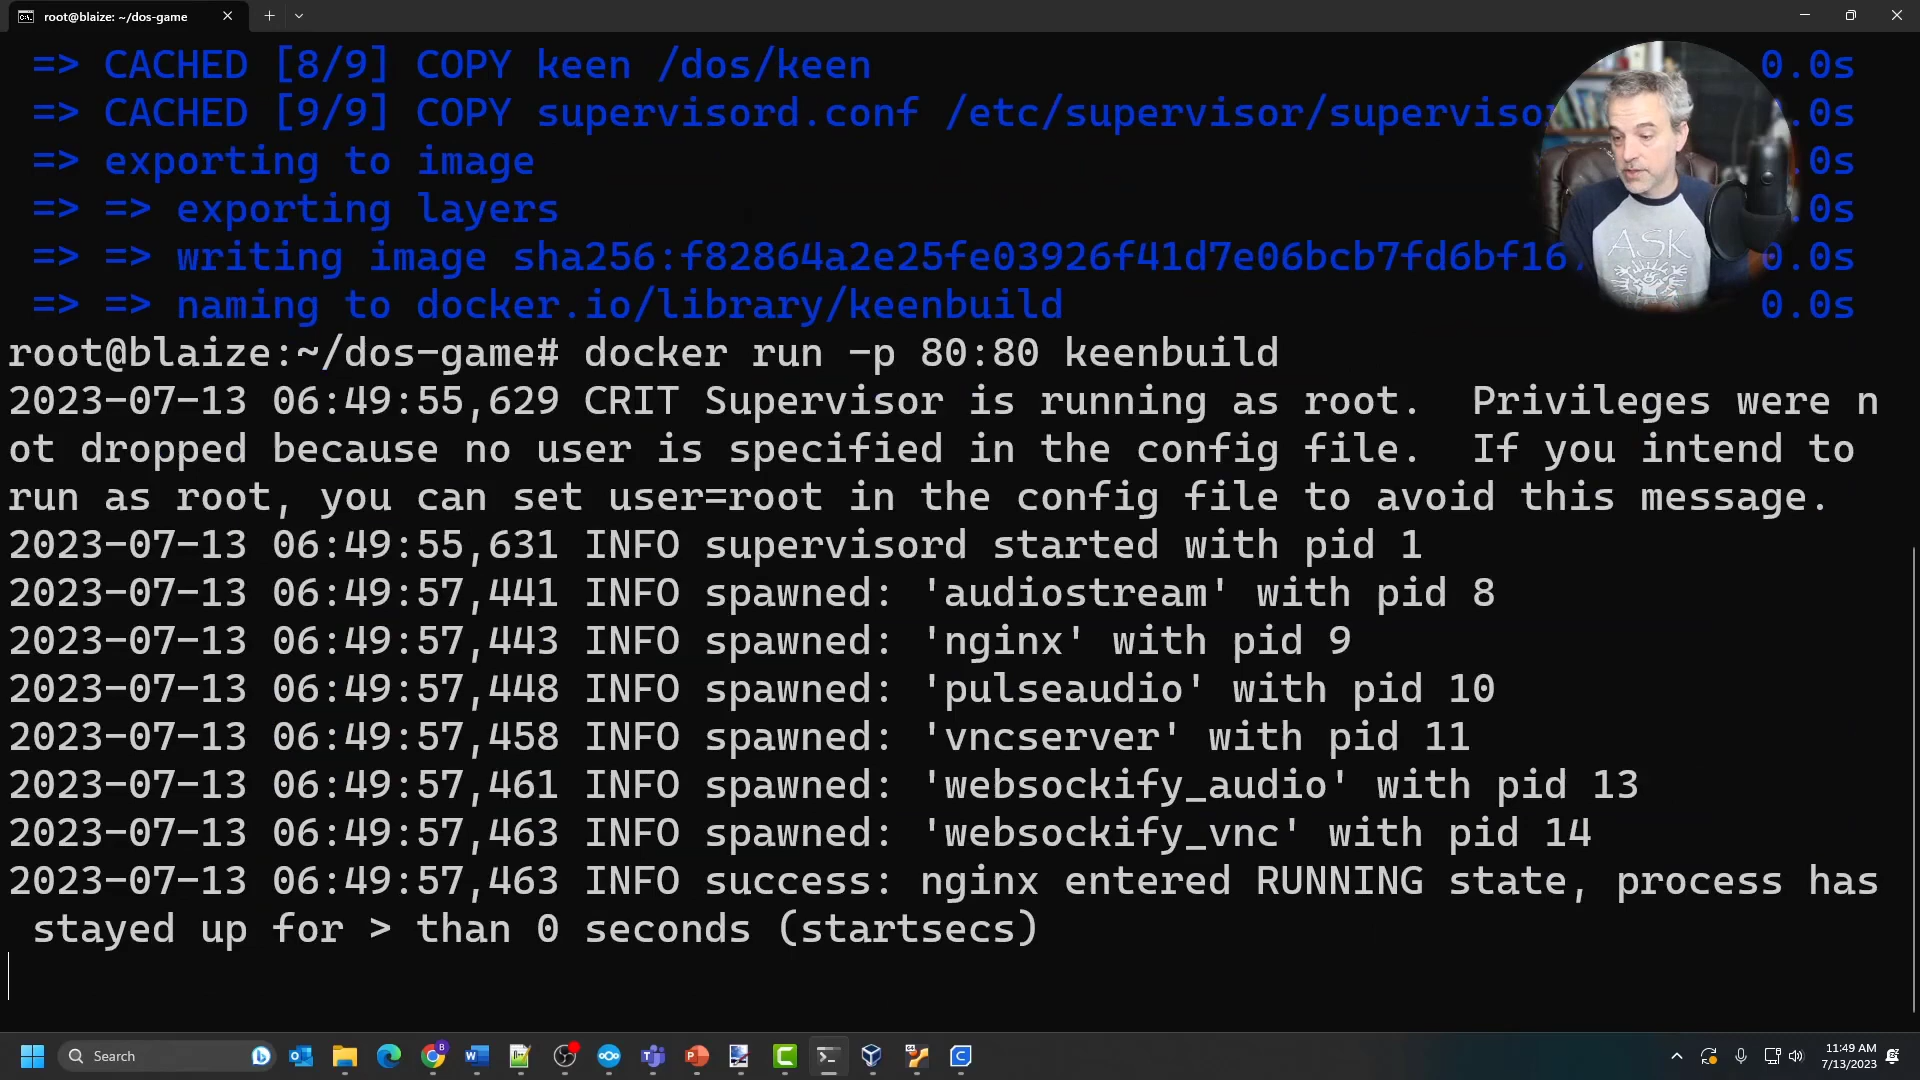 root@blaize: ~/dos-game
=> CACHED [8/9] COPY keen /dos/keen 0.0s
=> CACHED [9/9] COPY supervisord.conf /etc/supervisor/superviso .0s
=> exporting to image .0s
=> => exporting layers .0s
=> => writing image sha256:f82864a2e25fe03926f41d7e06bcb7fd6bf16 0.0s
=> => naming to docker.io/library/keenbuild 0.0s
ASK
root@blaize:~/dos-game# docker run -p 80:80 keenbuild
2023-07-13 06:49:55,629 CRIT Supervisor is running as root.  Privileges were n
ot dropped because no user is specified in the config file.  If you intend to
run as root, you can set user=root in the config file to avoid this message.
2023-07-13 06:49:55,631 INFO supervisord started with pid 1
2023-07-13 06:49:57,441 INFO spawned: 'audiostream' with pid 8
2023-07-13 06:49:57,443 INFO spawned: 'nginx' with pid 9
2023-07-13 06:49:57,448 INFO spawned: 'pulseaudio' with pid 10
2023-07-13 06:49:57,458 INFO spawned: 'vncserver' with pid 11
2023-07-13 06:49:57,461 INFO spawned: 'websockify_audio' with pid 13
2023-07-13 06:49:57,463 INFO spawned: 'websockify_vnc' with pid 14
2023-07-13 06:49:57,463 INFO success: nginx entered RUNNING state, process has
stayed up for > than 0 seconds (startsecs)
Search
11:49 AM
7/13/2023